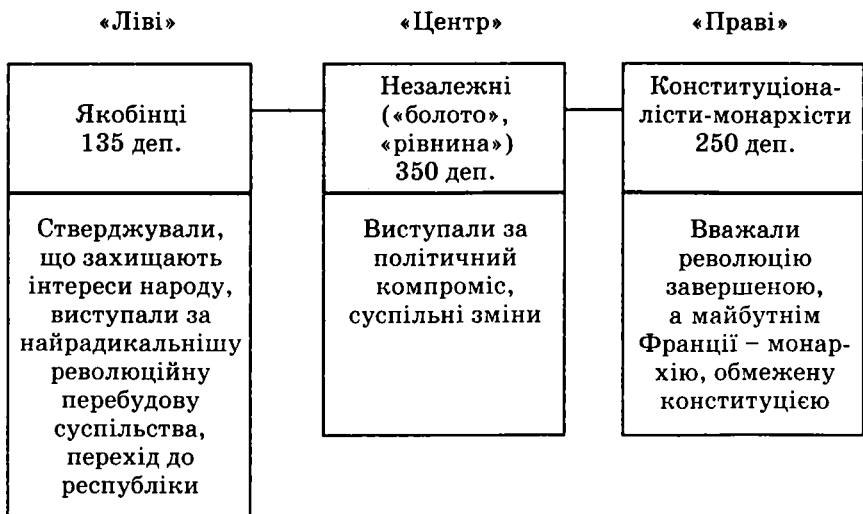 «Ліві»
«Центр»
«Праві»
Якобінці
135 деп.
Незалежні
(«болото»,
«рівнина»)
350 деп.
Конституціона-
лісти-монархісти
250 деп.
Стверджували,
що захищають
інтереси народу,
виступали за
найрадикальнішу
революційну
перебудову
суспільства,
перехід до
республіки
Виступали за
політичний
компроміс,
суспільні зміни
Вважали
революцію
завершеною,
а майбутнім
Франції – монар-
хію, обмежену
конституцією